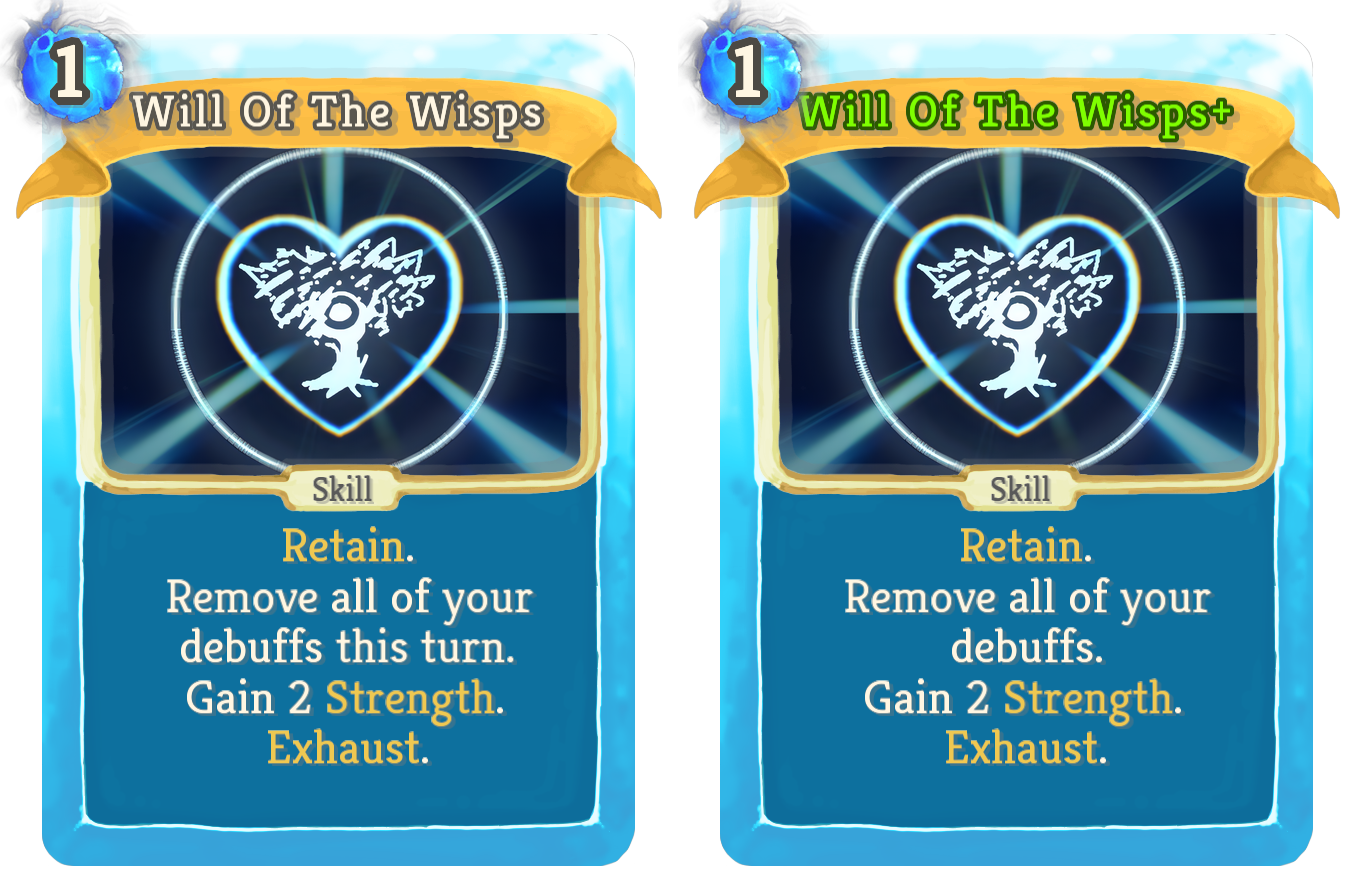 1
Will Of The Wisps
Skill
Retain.
Remove all of your
debuffs this turn.
Gain 2 Strength.
Exhaust.
1
Will Of The Wisps+
Skill
Retain.
Remove all of your
debuffs.
Gain 2 Strength.
Exhaust.